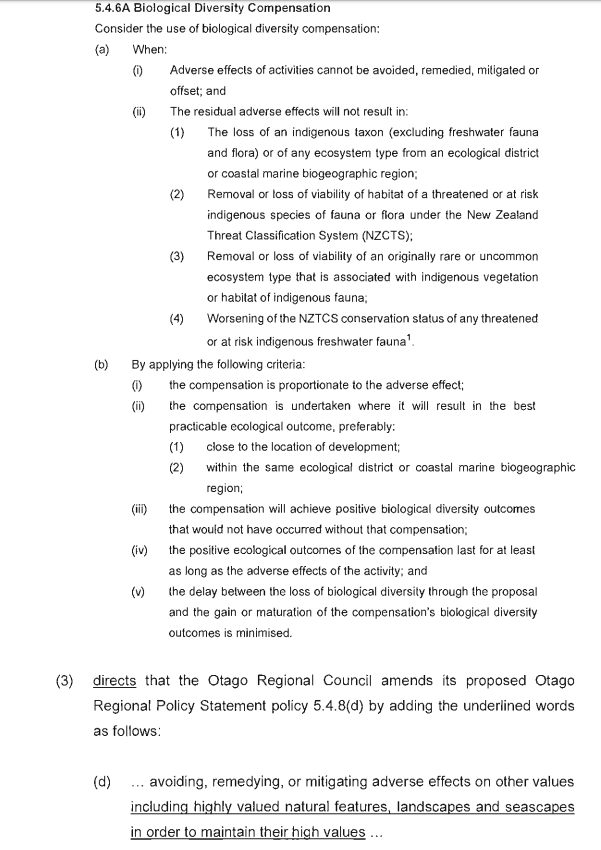 5.4.6A Biological Diversity Compensation
Consider the use of biological diversity compensation:
(a) When:
(i) Adverse effects of activities cannot be avoided, remedied, mitigated or
offset; and
(ii) The residual adverse effects will not result in:
(1) The loss of an indigenous taxon (excluding freshwater fauna
and flora) or of any ecosystem type from an ecological district
or coastal marine biogeographic region;
(2) Removal or loss of viability of habitat of a threatened or at risk
indigenous species of fauna or flora under the New Zealand
Threat Classification System (NZCTS);
(3) Removal or loss of viability of an originally rare or uncommon
ecosystem type that is associated with indigenous vegetation
or habitat of indigenous fauna;
(4) Worsening of the NZTCS conservation status of any threatened
or at risk indigenous freshwater fauna¹.
(b) By applying the following criteria:
(i) the compensation is proportionate to the adverse effect;
(ii) the compensation is undertaken where it will result in the best
practicable ecological outcome, preferably:
(1) close to the location of development;
(2) within the same ecological district or coastal marine biogeographic
region;
(iii) the compensation will achieve positive biological diversity outcomes
that would not have occurred without that compensation;
(iv) the positive ecological outcomes of the compensation last for at least
as long as the adverse effects of the activity; and
(v) the delay between the loss of biological diversity through the proposal
and the gain or maturation of the compensation's biological diversity
outcomes is minimised.
(3) directs that the Otago Regional Council amends its proposed Otago
Regional Policy Statement policy 5.4.8(d) by adding the underlined words
as follows:
(d) … avoiding, remedying, or mitigating adverse effects on other values
including highly valued natural features, landscapes and seascapes
in order to maintain their high values …